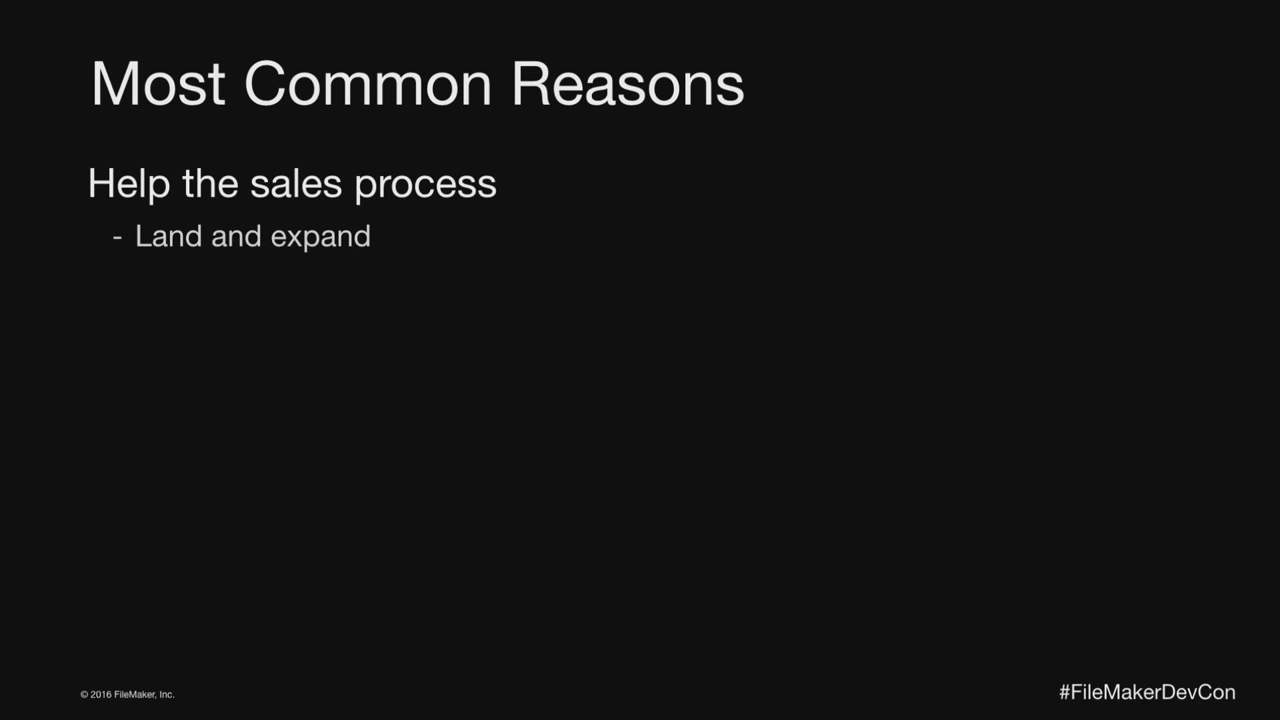 Most Common Reasons
Help the sales process
- Land and expand
© 2016 FileMaker, Inc.
#FileMakerDevCon